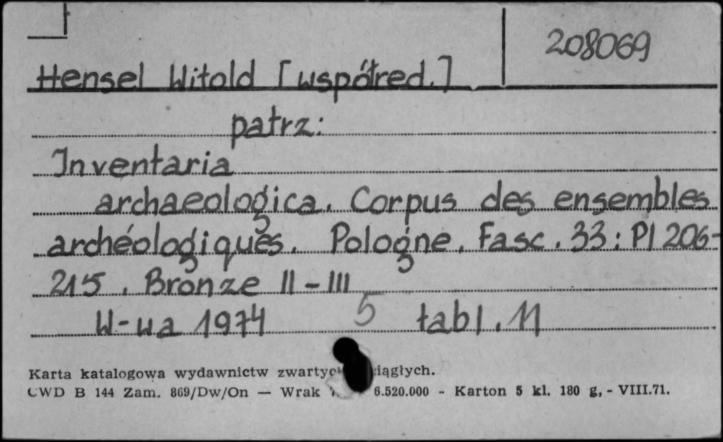 208069
Hensel Witold [współred.]
patrz:
Inventaria
archaeologica. Corpus des ensembles
archéologiques. Pologne. Fasc. 33: Pl 206-
215. Bronze II-III
W-wa 1974 5 tabl. 11
Karta katalogowa wydawnictw ciągłych.
CWD B 144 Zam. 869/Dw/On — Wrak 6.520.000 - Karton 5 kl. 180 g, - VIII.71.